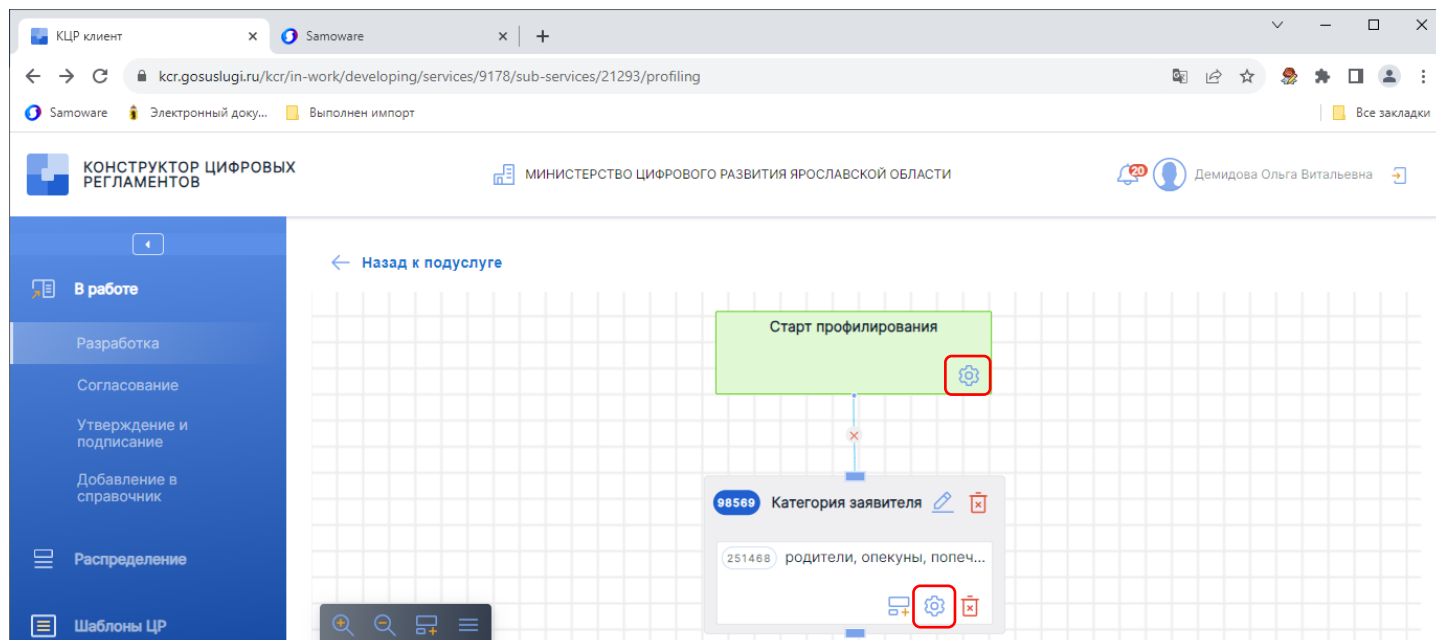 КЦР клиент
Samoware
kcr.gosuslugi.ru/kcr/in-work/developing/services/9178/sub-services/21293/profiling
Samoware
Электронный доку...
Выполнен импорт
Все закладки
КОНСТРУКТОР ЦИФРОВЫХ
РЕГЛАМЕНТОВ
МИНИСТЕРСТВО ЦИФРОВОГО РАЗВИТИЯ ЯРОСЛАВСКОЙ ОБЛАСТИ
20
Демидова Ольга Витальевна
Назад к подуслуге
В работе
Разработка
Согласование
Утверждение и
подписание
Добавление в
справочник
Распределение
Шаблоны ЦР
Старт профилирования
98569 Категория заявителя
251468 родители, опекуны, попеч...